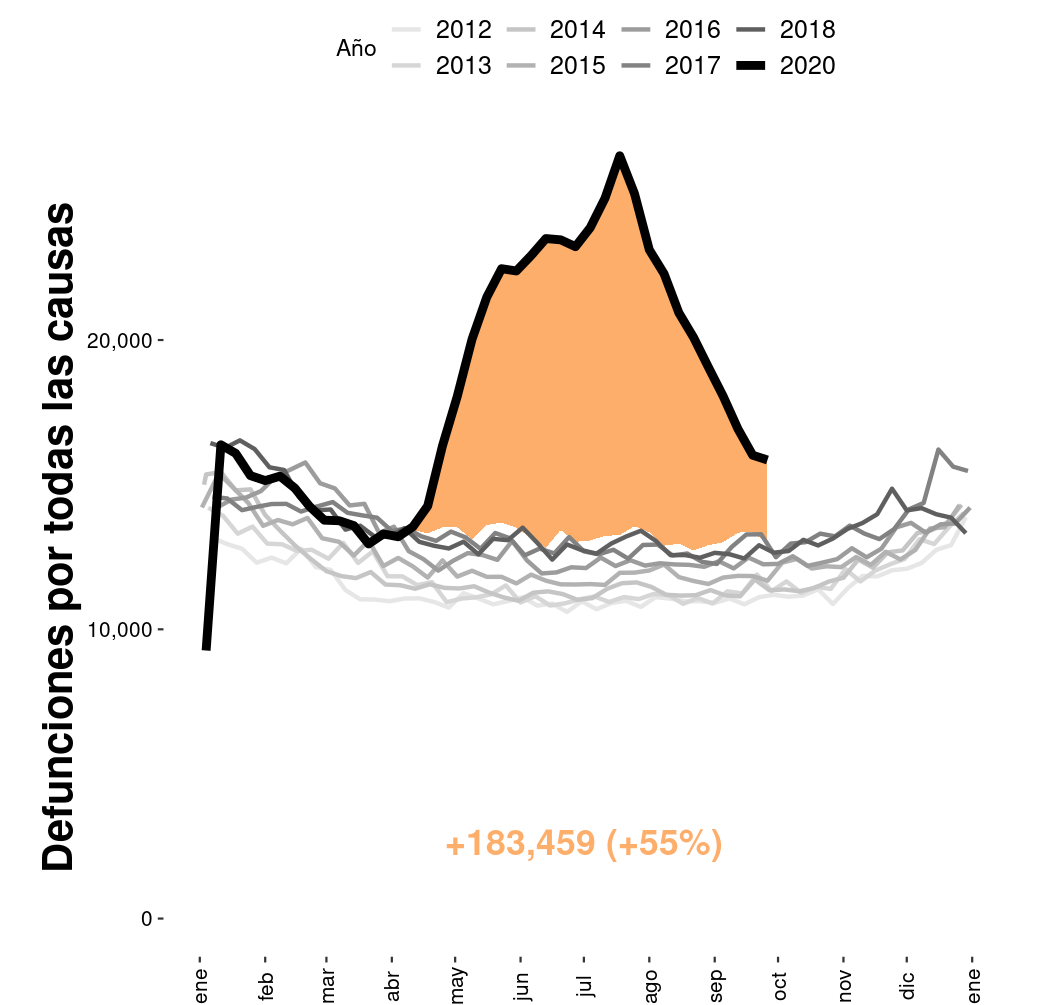 Año
2012 2014 2016 2018
2013 2015 2017 2020
Defunciones por todas las causas
20,000
10,000
0
+183,459 (+55%)
ene feb mar abr may jun jul ago sep oct nov dic ene